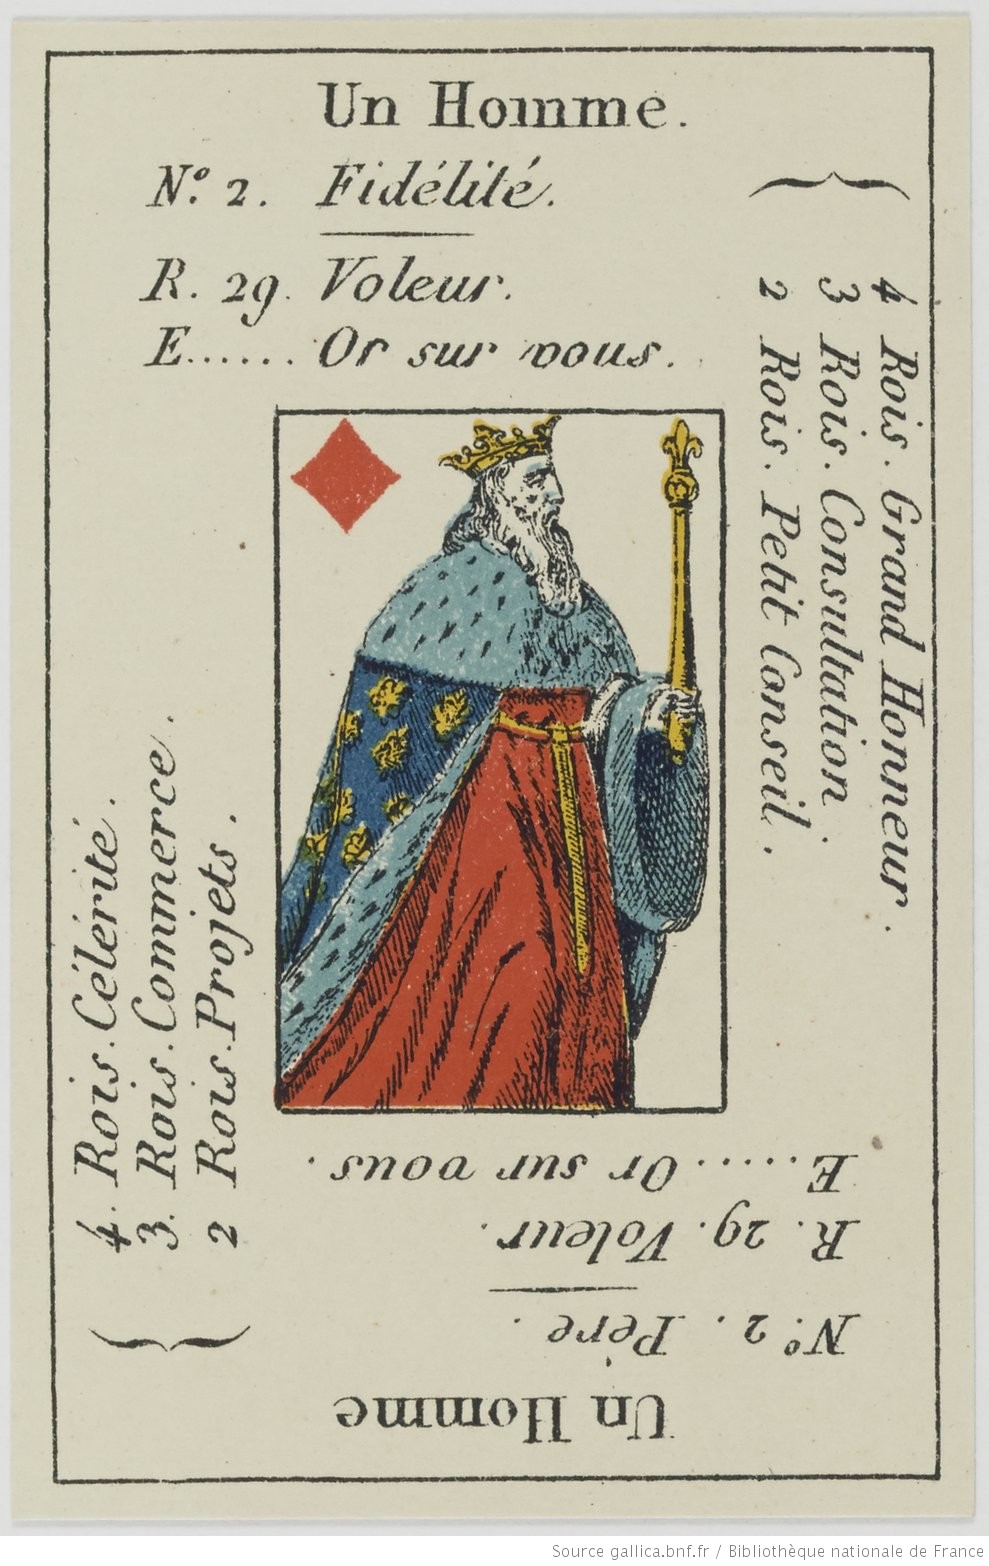 Un Homme.
N.º 2. Fidélité.
R. 29. Voleur.
E...... Or sur vous.
4 Rois. Grand Honneur.
3 Rois. Consultation.
2 Rois. Petit Conseil.
4. Rois. Célérité.
3. Rois. Commerce.
2 Rois. Projets.
Un Homme
N.º 2. Père.
R. 29. Voleur.
E..... Or sur vous.
Source gallica.bnf.fr / Bibliothèque nationale de France